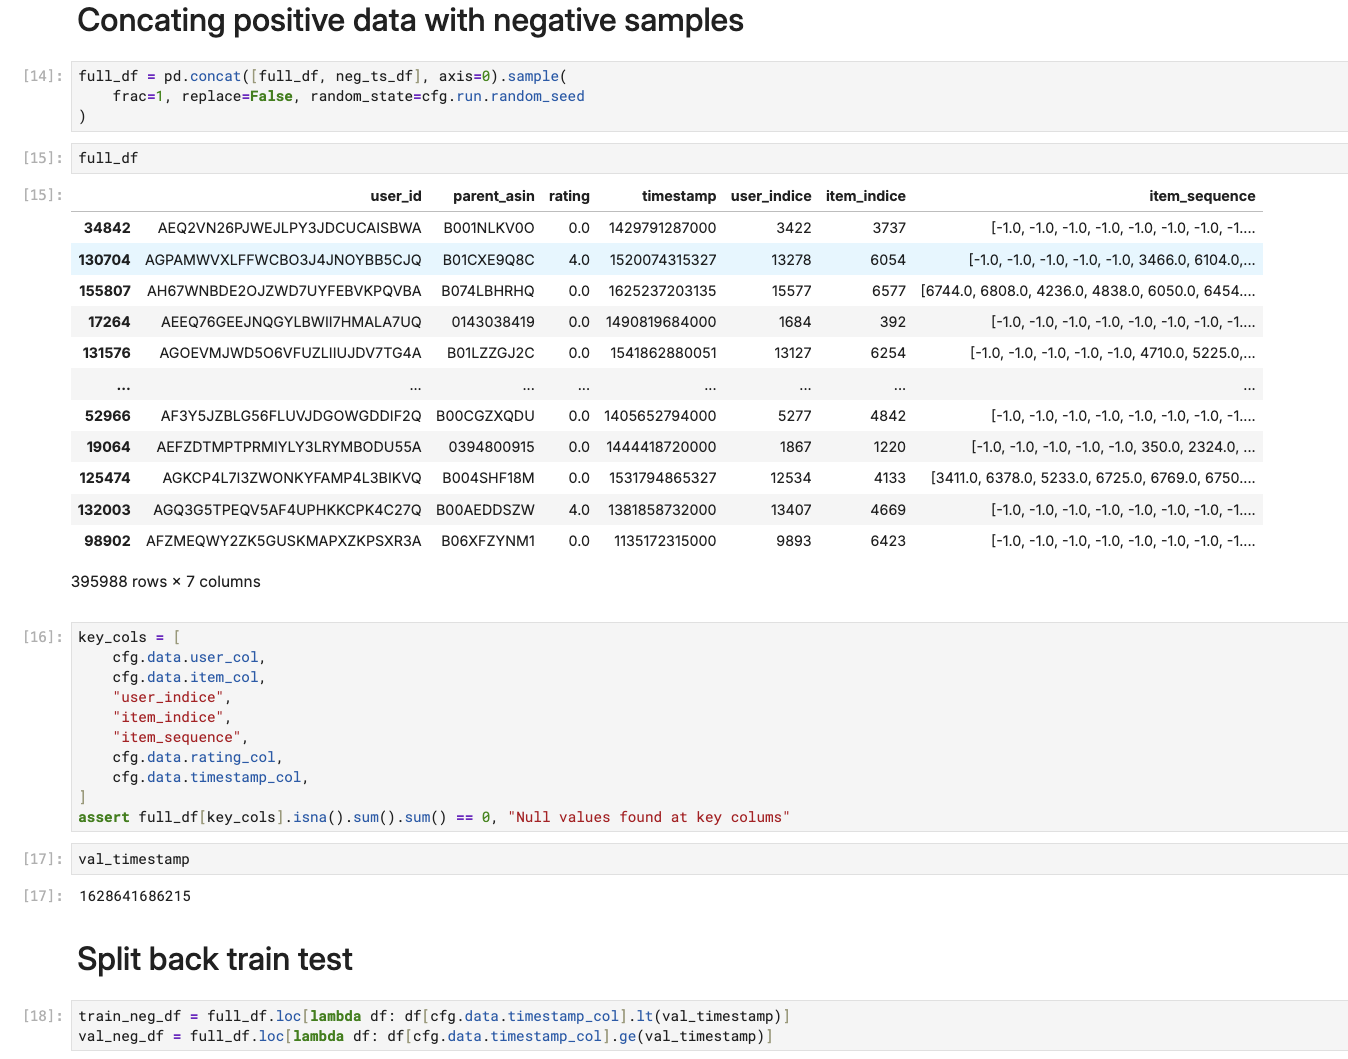 Concating positive data with negative samples
[14]: full_df = pd.concat([full_df, neg_ts_df], axis=0).sample(
    frac=1, replace=False, random_state=cfg.run.random_seed
)
[15]: full_df
[15]: user_id parent_asin rating timestamp user_indice item_indice item_sequence
34842 AEQ2VN26PJWEJLPY3JDCUCAISBWA B001NLKV0O 0.0 1429791287000 3422 3737 [-1.0, -1.0, -1.0, -1.0, -1.0, -1.0, -1.0, -1....
130704 AGPAMWVXLFFWCBO3J4JNOYBB5CJQ B01CXE9Q8C 4.0 1520074315327 13278 6054 [-1.0, -1.0, -1.0, -1.0, -1.0, 3466.0, 6104.0,...
155807 AH67WNBDE2OJZWD7UYFEBVKPQVBA B074LBHRHQ 0.0 1625237203135 15577 6577 [6744.0, 6808.0, 4236.0, 4838.0, 6050.0, 6454....
17264 AEEQ76GEEJNQGYLBWII7HMALA7UQ 0143038419 0.0 1490819684000 1684 392 [-1.0, -1.0, -1.0, -1.0, -1.0, -1.0, -1.0, -1....
131576 AGOEVMJWD5O6VFUZLIIUJDV7TG4A B01LZZGJ2C 0.0 1541862880051 13127 6254 [-1.0, -1.0, -1.0, -1.0, -1.0, 4710.0, 5225.0,...
... ... ... ... ... ... ... ...
52966 AF3Y5JZBLG56FLUVJDGOWGDDIF2Q B00CGZXQDU 0.0 1405652794000 5277 4842 [-1.0, -1.0, -1.0, -1.0, -1.0, -1.0, -1.0, -1....
19064 AEFZDTMPTPRMIYLY3LRYMBODU55A 0394800915 0.0 1444418720000 1867 1220 [-1.0, -1.0, -1.0, -1.0, -1.0, 350.0, 2324.0, ...
125474 AGKCP4L7I3ZWONKYFAMP4L3BIKVQ B004SHF18M 0.0 1531794865327 12534 4133 [3411.0, 6378.0, 5233.0, 6725.0, 6769.0, 6750....
132003 AGQ3G5TPEQV5AF4UPHKKCPK4C27Q B00AEDDSZW 4.0 1381858732000 13407 4669 [-1.0, -1.0, -1.0, -1.0, -1.0, -1.0, -1.0, -1....
98902 AFZMEQWY2ZK5GUSKMAPXZKPSXR3A B06XFZYNM1 0.0 1135172315000 9893 6423 [-1.0, -1.0, -1.0, -1.0, -1.0, -1.0, -1.0, -1....
395988 rows × 7 columns
[16]: key_cols = [
    cfg.data.user_col,
    cfg.data.item_col,
    "user_indice",
    "item_indice",
    "item_sequence",
    cfg.data.rating_col,
    cfg.data.timestamp_col,
]
assert full_df[key_cols].isna().sum().sum() == 0, "Null values found at key colums"
[17]: val_timestamp
[17]: 1628641686215
Split back train test
[18]: train_neg_df = full_df.loc[lambda df: df[cfg.data.timestamp_col].lt(val_timestamp)]
val_neg_df = full_df.loc[lambda df: df[cfg.data.timestamp_col].ge(val_timestamp)]